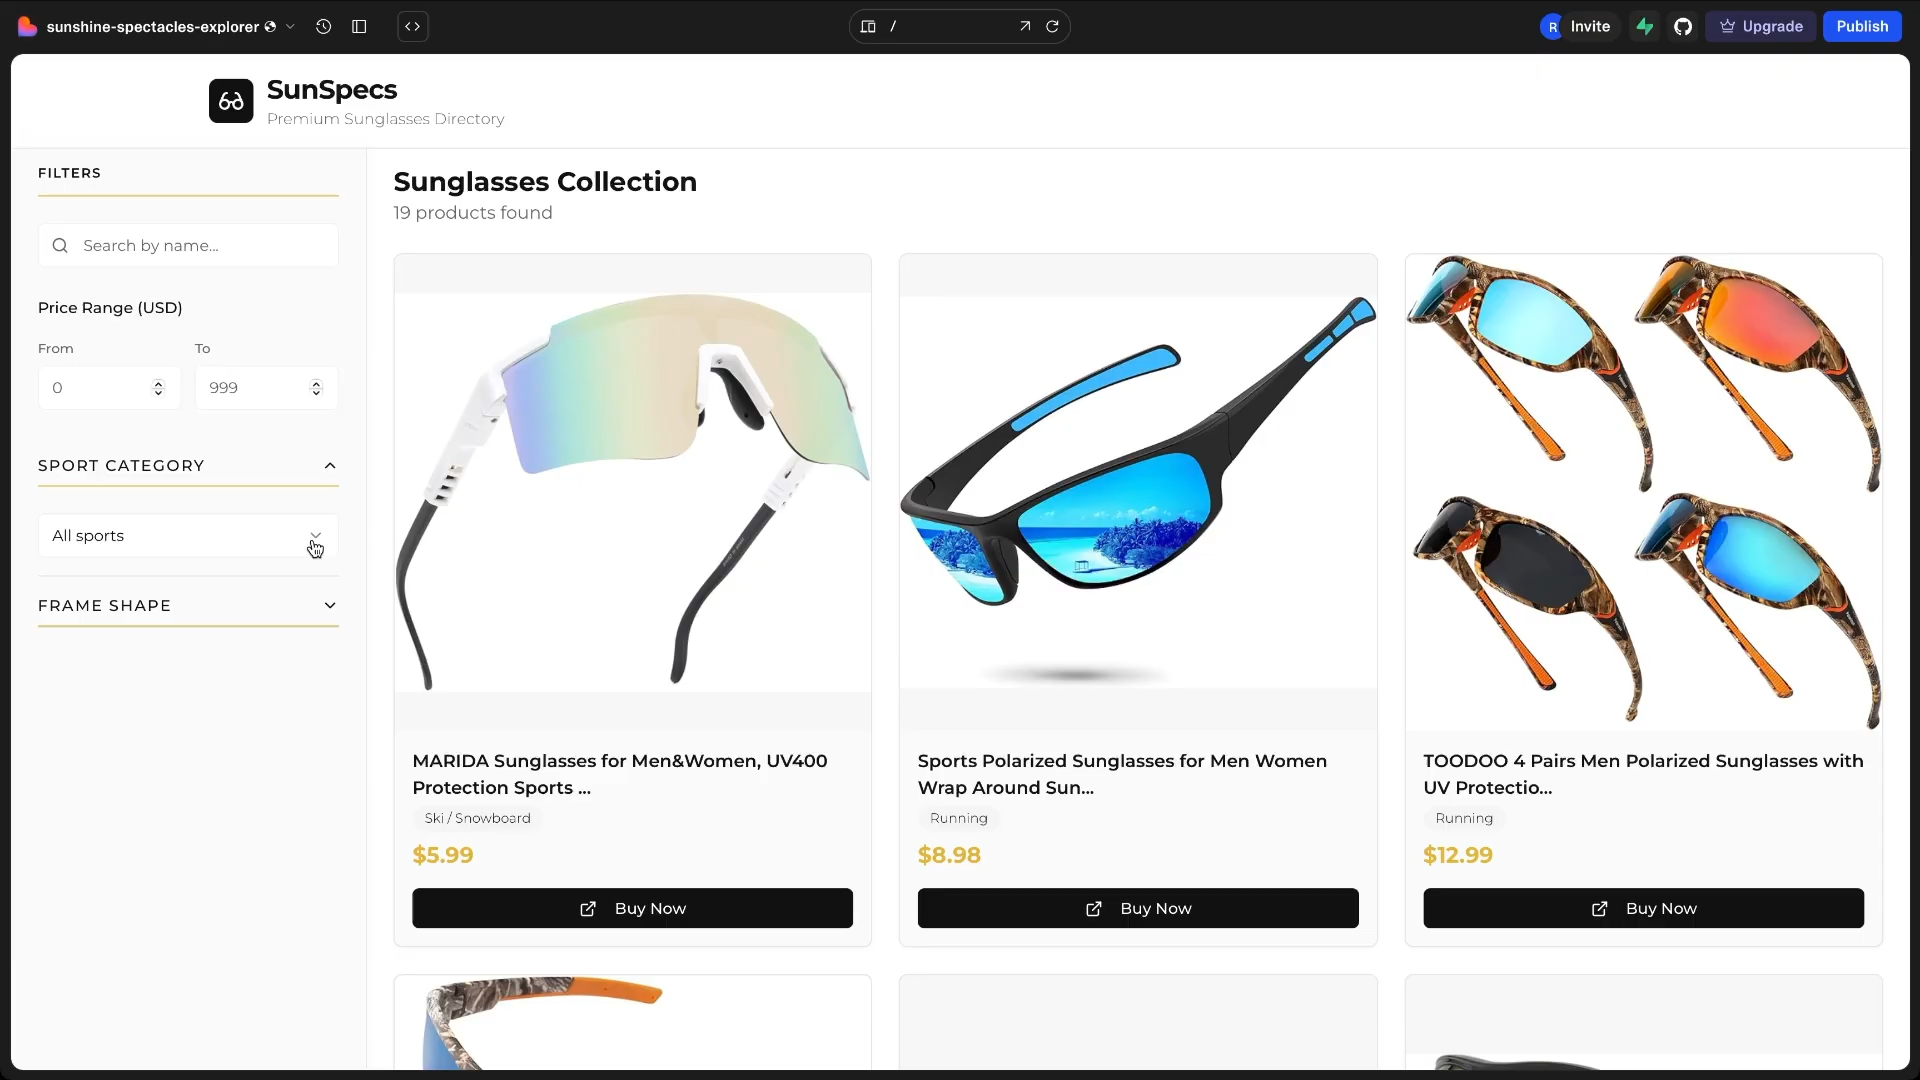 sunshine-spectacles-explorer
/
R
Invite
Upgrade
Publish
SunSpecs
Premium Sunglasses Directory
FILTERS
Search by name...
Price Range (USD)
From
To
0
999
SPORT CATEGORY
All sports
FRAME SHAPE
Sunglasses Collection
19 products found
MARIDA Sunglasses for Men&Women, UV400
Protection Sports ...
Ski / Snowboard
$5.99
Buy Now
Sports Polarized Sunglasses for Men Women
Wrap Around Sun...
Running
$8.98
Buy Now
TOODOO 4 Pairs Men Polarized Sunglasses with
UV Protectio...
Running
$12.99
Buy Now